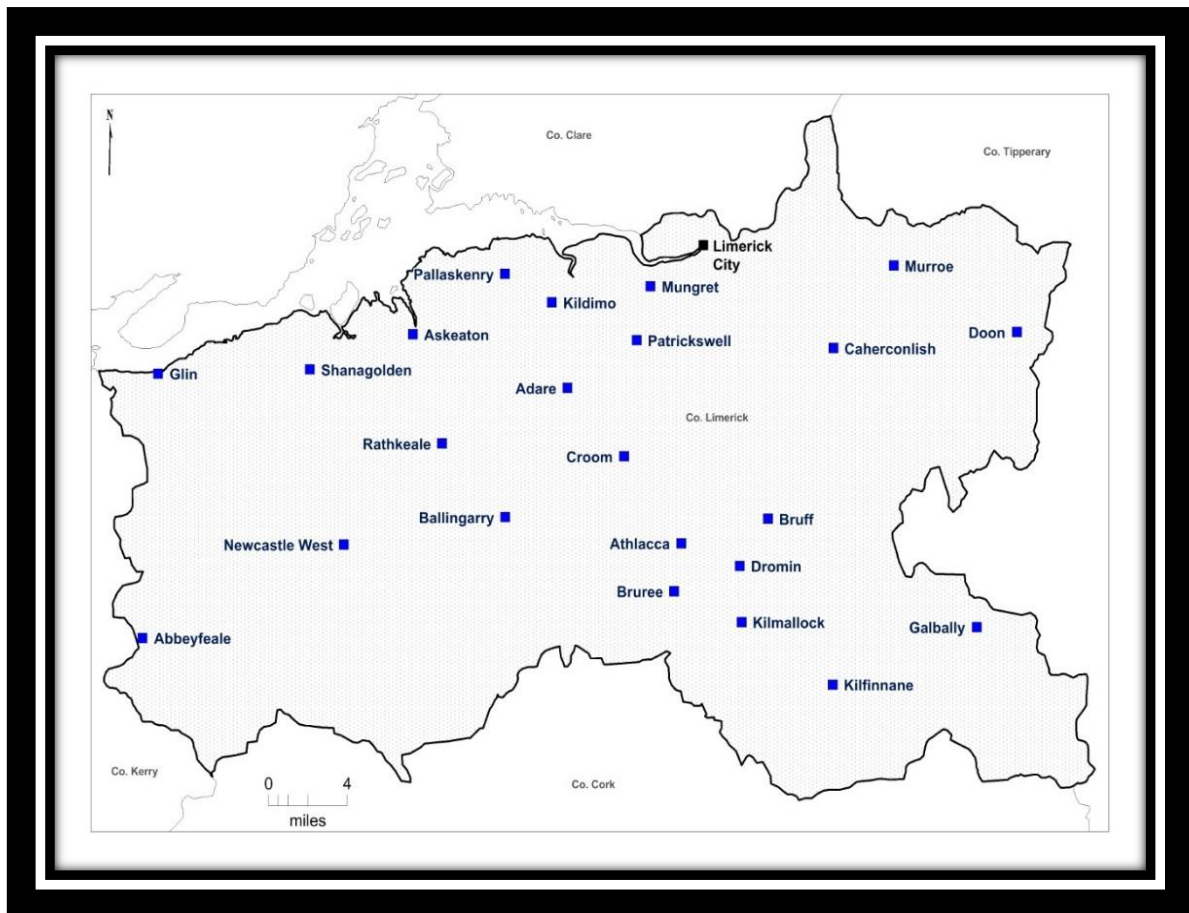 N
Co. Clare
Co. Tipperary
Limerick
City
Murroe
Pallaskenry
Mungret
Kildimo
Askeaton
Patrickswell
Doon
Caherconlish
Glin
Shanagolden
Adare
Co. Limerick
Rathkeale
Croom
Ballingarry
Bruff
Newcastle West
Athlacca
Dromin
Bruree
Kilmallock
Galbally
Abbeyfeale
Kilfinnane
Co. Kerry
0 4
miles
Co. Cork